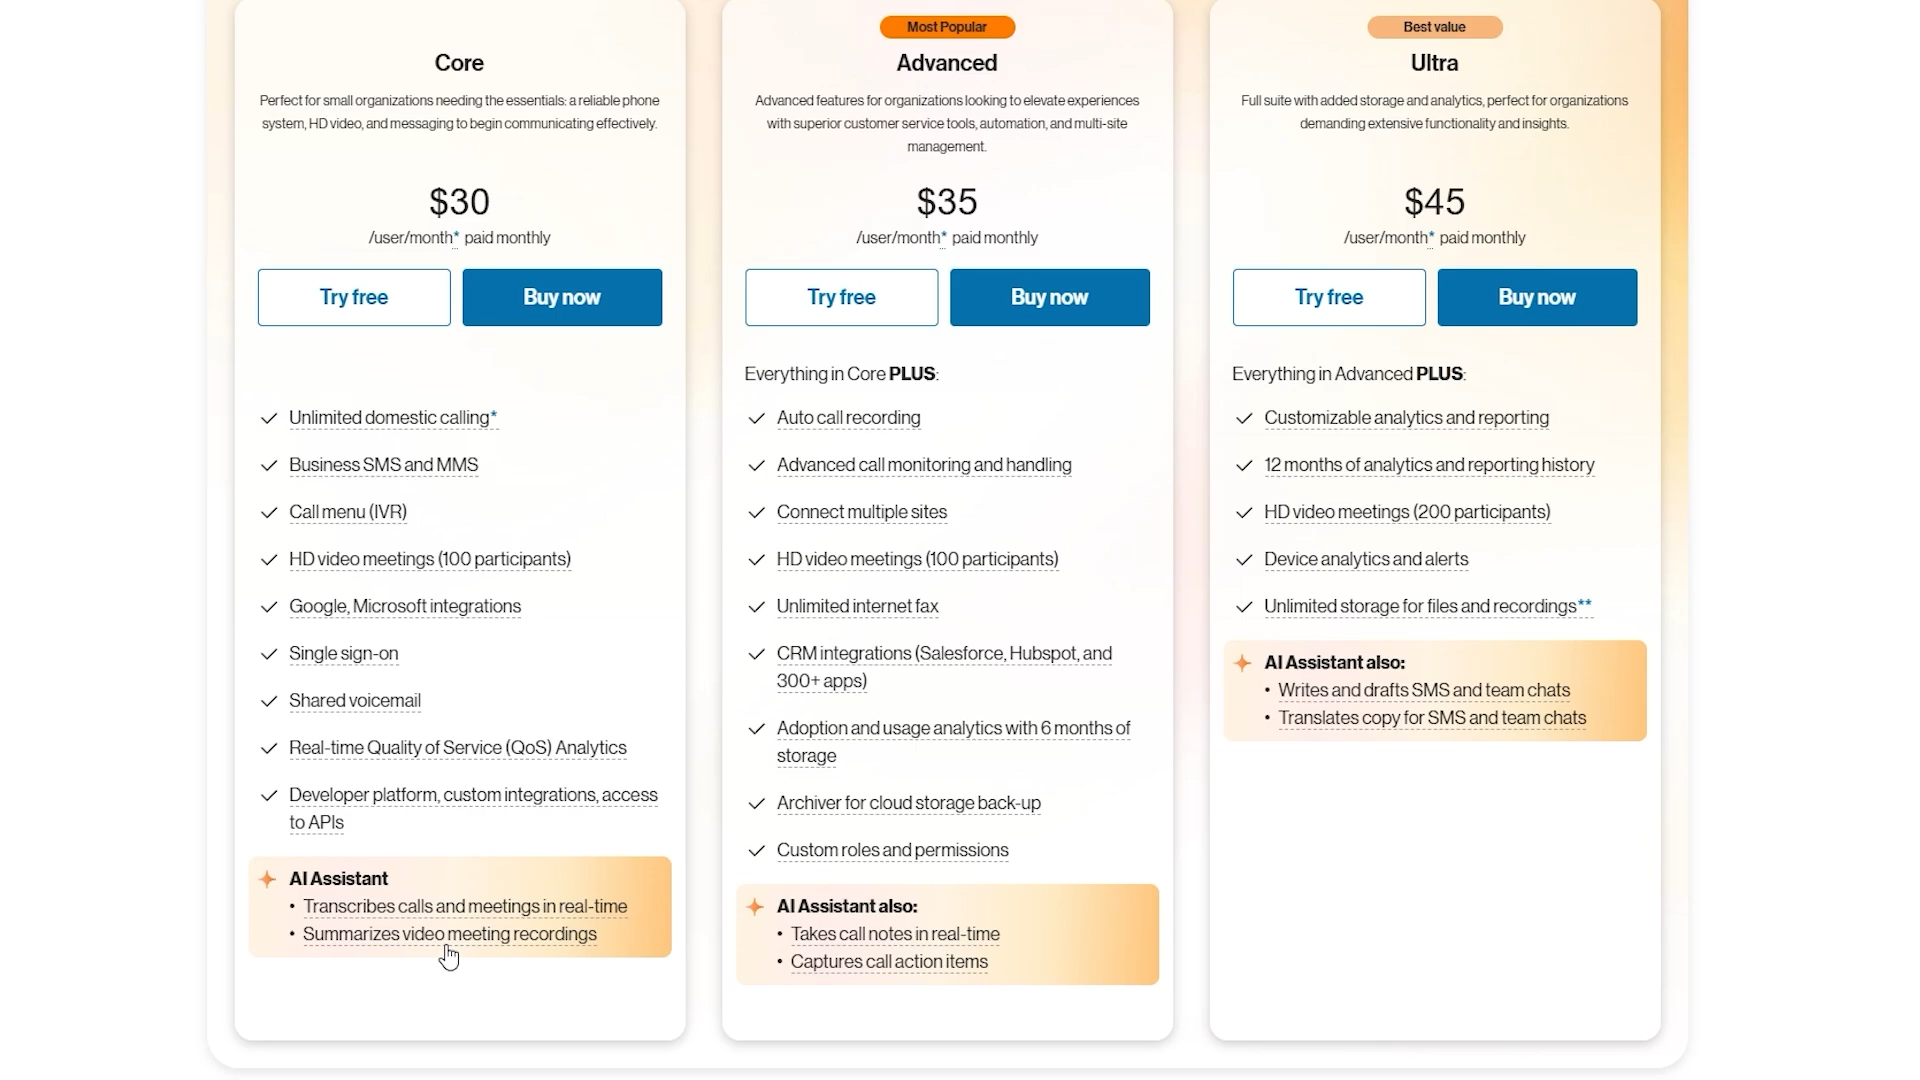 Core
Perfect for small organizations needing the essentials: a reliable phone
system, HD video, and messaging to begin communicating effectively.
$30
/user/month* paid monthly
Try free
Buy now
Unlimited domestic calling*
Business SMS and MMS
Call menu (IVR)
HD video meetings (100 participants)
Google, Microsoft integrations
Single sign-on
Shared voicemail
Real-time Quality of Service (QoS) Analytics
Developer platform, custom integrations, access
to APIs
AI Assistant
• Transcribes calls and meetings in real-time
• Summarizes video meeting recordings
Most Popular
Advanced
Advanced features for organizations looking to elevate experiences
with superior customer service tools, automation, and multi-site
management.
$35
/user/month* paid monthly
Try free
Buy now
Everything in Core PLUS:
Auto call recording
Advanced call monitoring and handling
Connect multiple sites
HD video meetings (100 participants)
Unlimited internet fax
CRM integrations (Salesforce, Hubspot, and
300+ apps)
Adoption and usage analytics with 6 months of
storage
Archiver for cloud storage back-up
Custom roles and permissions
AI Assistant also:
• Takes call notes in real-time
• Captures call action items
Best value
Ultra
Full suite with added storage and analytics, perfect for organizations
demanding extensive functionality and insights.
$45
/user/month* paid monthly
Try free
Buy now
Everything in Advanced PLUS:
Customizable analytics and reporting
12 months of analytics and reporting history
HD video meetings (200 participants)
Device analytics and alerts
Unlimited storage for files and recordings**
AI Assistant also:
• Writes and drafts SMS and team chats
• Translates copy for SMS and team chats